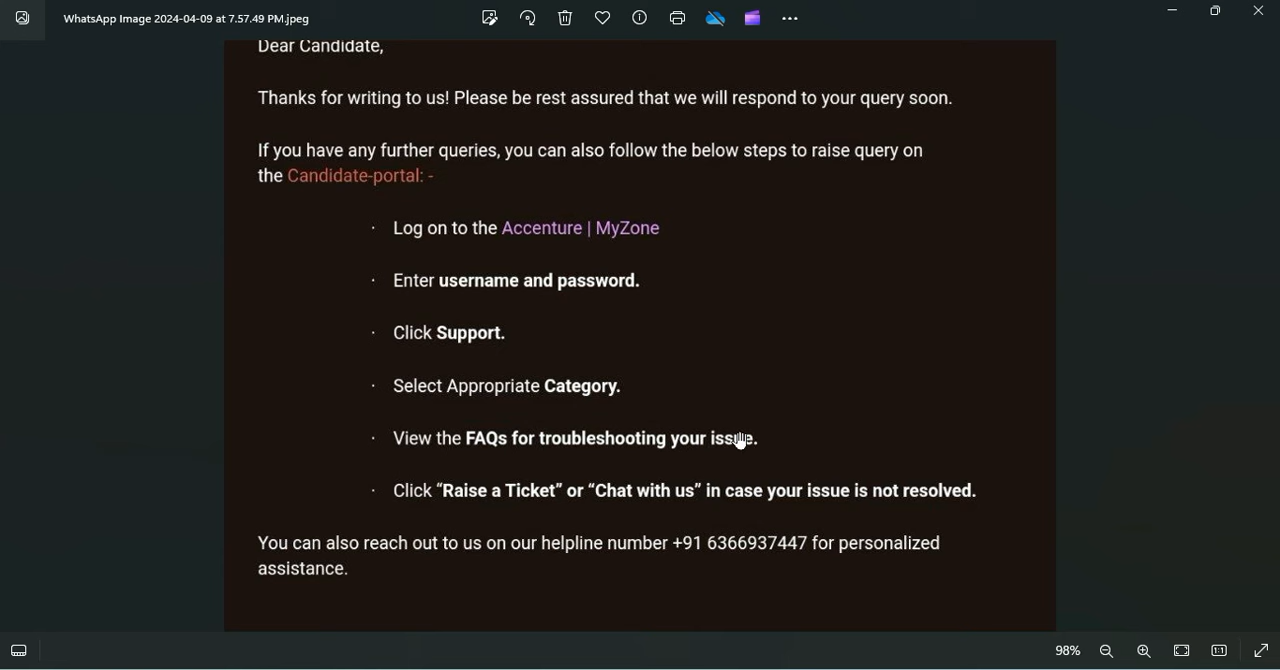 WhatsApp Image 2024-04-09 at 7.57.49 PM.jpeg
Dear Candidate,
Thanks for writing to us! Please be rest assured that we will respond to your query soon.
If you have any further queries, you can also follow the below steps to raise query on
the Candidate-portal: -
· Log on to the Accenture | MyZone
· Enter username and password.
· Click Support.
· Select Appropriate Category.
· View the FAQs for troubleshooting your issue.
· Click “Raise a Ticket” or “Chat with us” in case your issue is not resolved.
You can also reach out to us on our helpline number +91 6366937447 for personalized
assistance.
98%
1:1